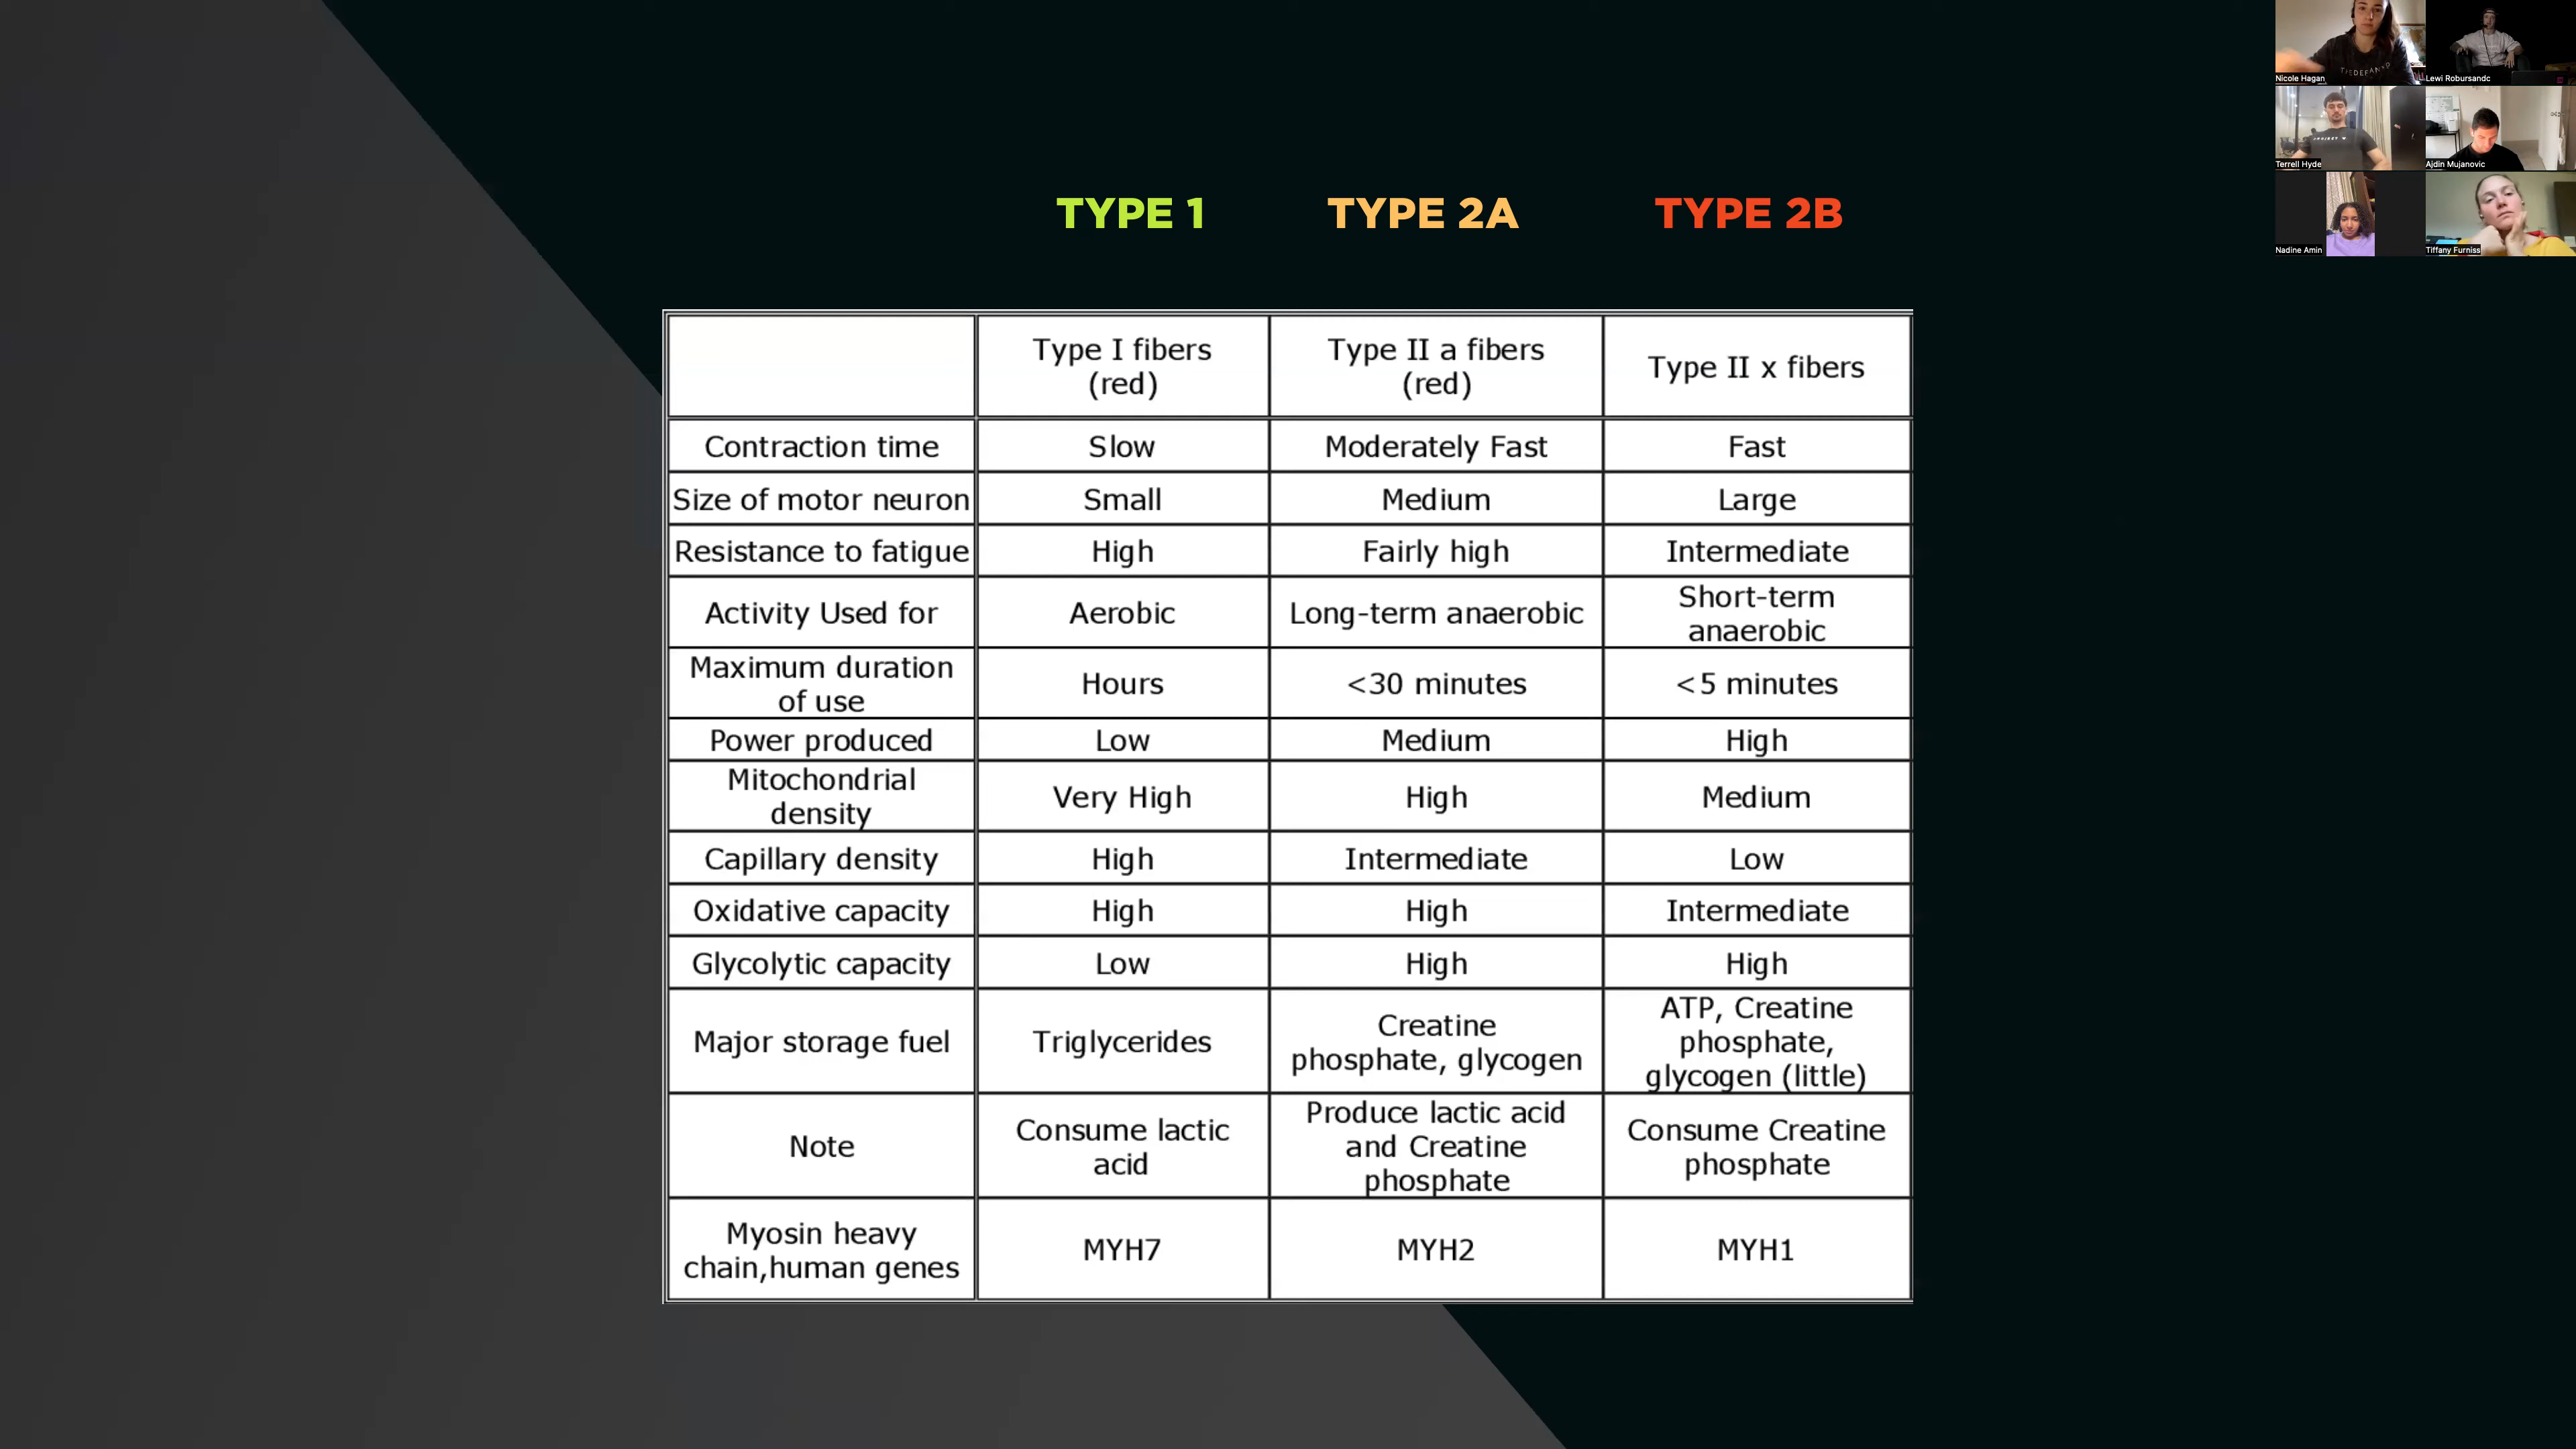 Nicole Hagan
Lewi Robursandc
Terrell Hyde
Ajdin Mujanovic
Nadine Amin
Tiffany Furniss
TYPE 1 TYPE 2A TYPE 2B
Type I fibers
(red)
Type II a fibers
(red)
Type II x fibers
Contraction time Slow Moderately Fast Fast
Size of motor neuron Small Medium Large
Resistance to fatigue High Fairly high Intermediate
Activity Used for Aerobic Long-term anaerobic
Short-term
anaerobic
Maximum duration
of use
Hours <30 minutes <5 minutes
Power produced Low Medium High
Mitochondrial
density
Very High High Medium
Capillary density High Intermediate Low
Oxidative capacity High High Intermediate
Glycolytic capacity Low High High
Major storage fuel Triglycerides
Creatine
phosphate, glycogen
ATP, Creatine
phosphate,
glycogen (little)
Note
Consume lactic
acid
Produce lactic acid
and Creatine
phosphate
Consume Creatine
phosphate
Myosin heavy
chain,human genes
MYH7 MYH2 MYH1